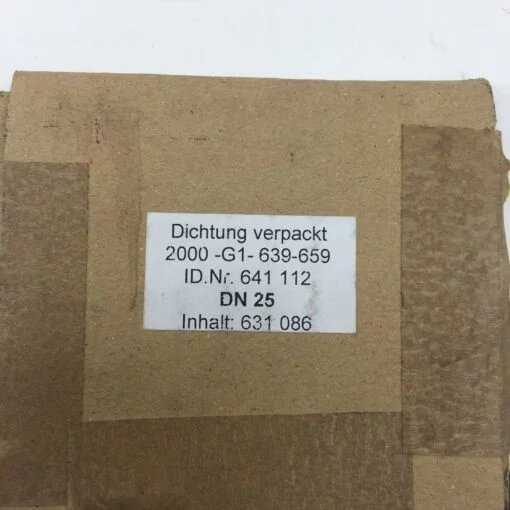 Dichtung verpackt
2000 -G1- 639-659
ID.Nr. 641 112
DN 25
Inhalt: 631 086